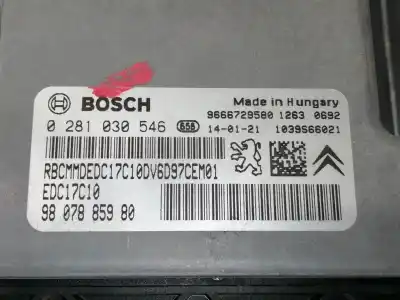 BOSCH
Made in Hungary
9666729580 1263 0692
0 281 030 546 658 14-01-21 1039S66021
RBCMMDEDC17C10DV6D97CEM01
EDC17C10
98 078 859 80